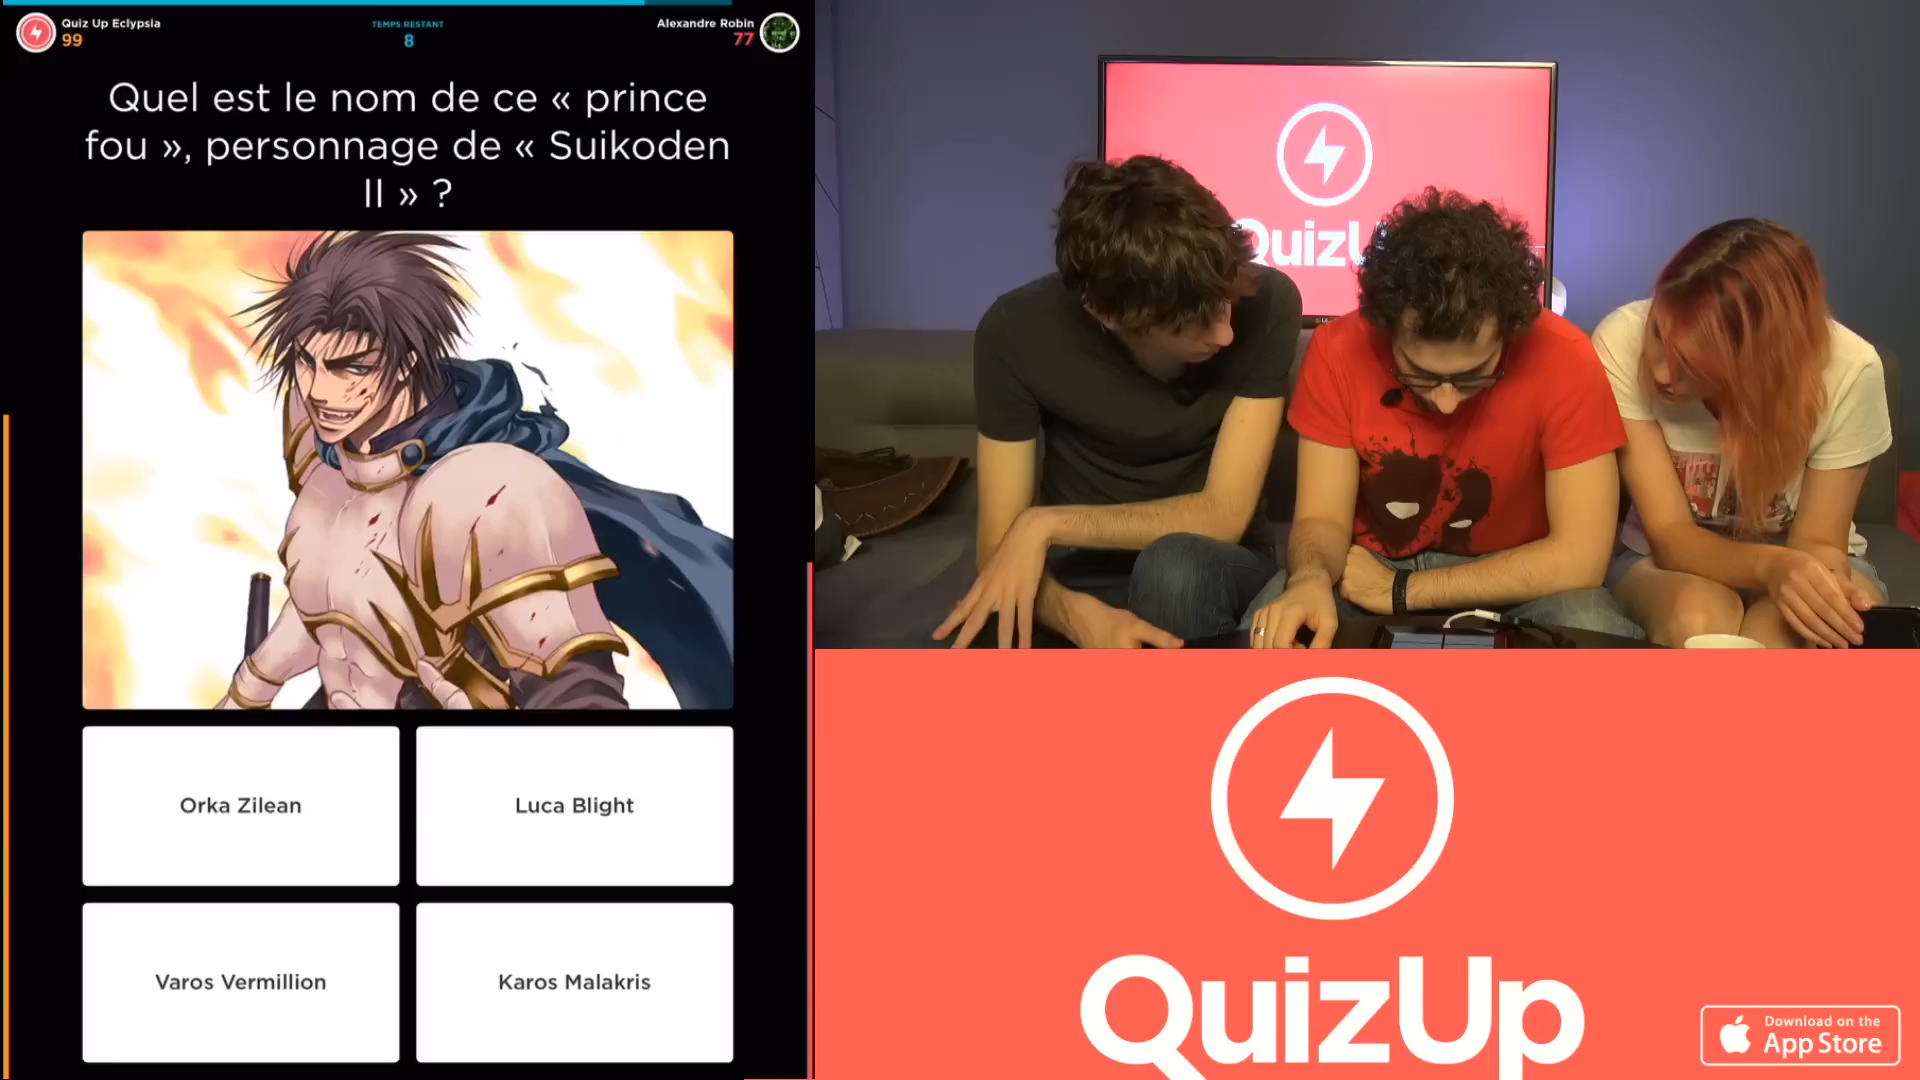 Quiz Up Eclypsia
99
TEMPS RESTANT
8
Alexandre Robin
77
Quel est le nom de ce « prince
fou », personnage de « Suikoden
II » ?
Orka Zilean
Luca Blight
Varos Vermillion
Karos Malakris
QuizU
QuizUp
Download on the
App Store